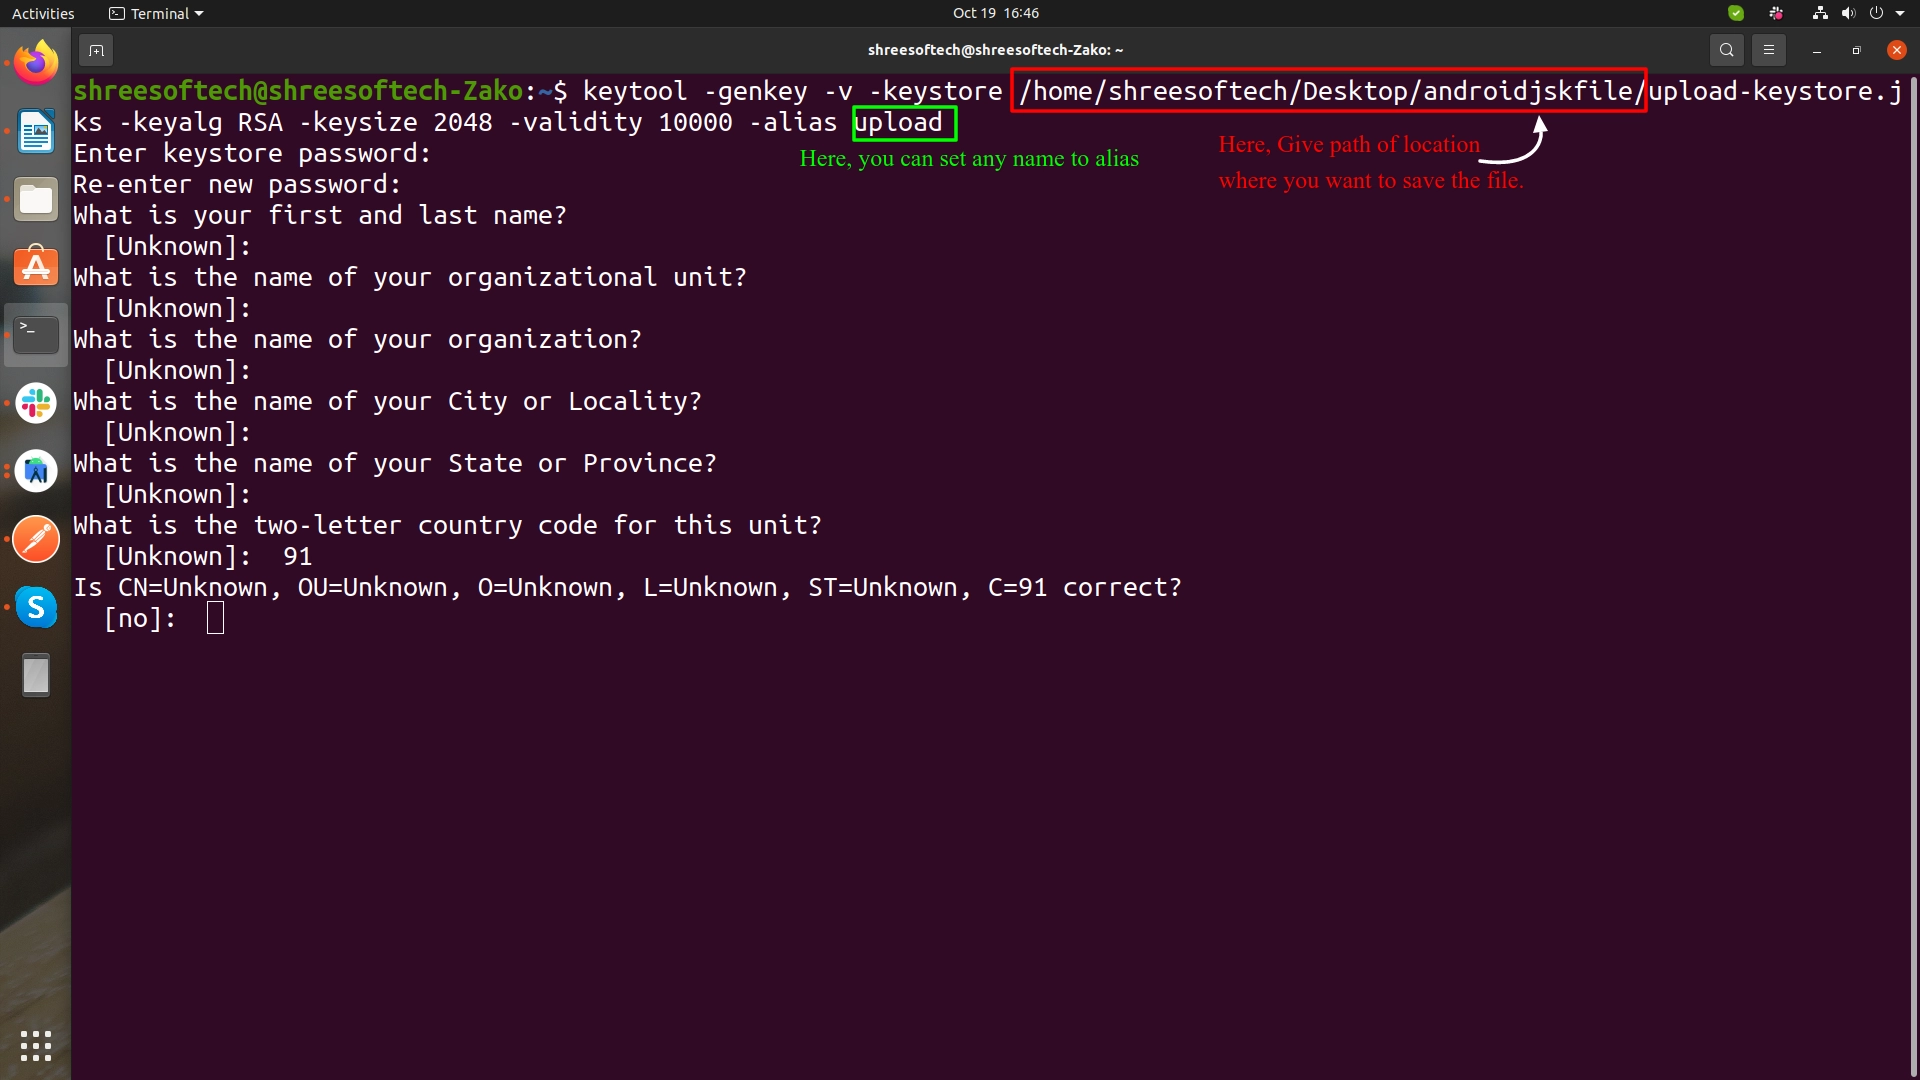 Activities
Terminal
Oct 19 16:46
shreesoftech@shreesoftech-Zako: ~
shreesoftech@shreesoftech-Zako:~$ keytool -genkey -v -keystore /home/shreesoftech/Desktop/androidjskfile/upload-keystore.j
ks -keyalg RSA -keysize 2048 -validity 10000 -alias upload
Here, you can set any name to alias
Here, Give path of location
where you want to save the file.
Enter keystore password:
Re-enter new password:
What is your first and last name?
[Unknown]:
What is the name of your organizational unit?
[Unknown]:
What is the name of your organization?
[Unknown]:
What is the name of your City or Locality?
[Unknown]:
What is the name of your State or Province?
[Unknown]:
What is the two-letter country code for this unit?
[Unknown]:  91
Is CN=Unknown, OU=Unknown, O=Unknown, L=Unknown, ST=Unknown, C=91 correct?
[no]: